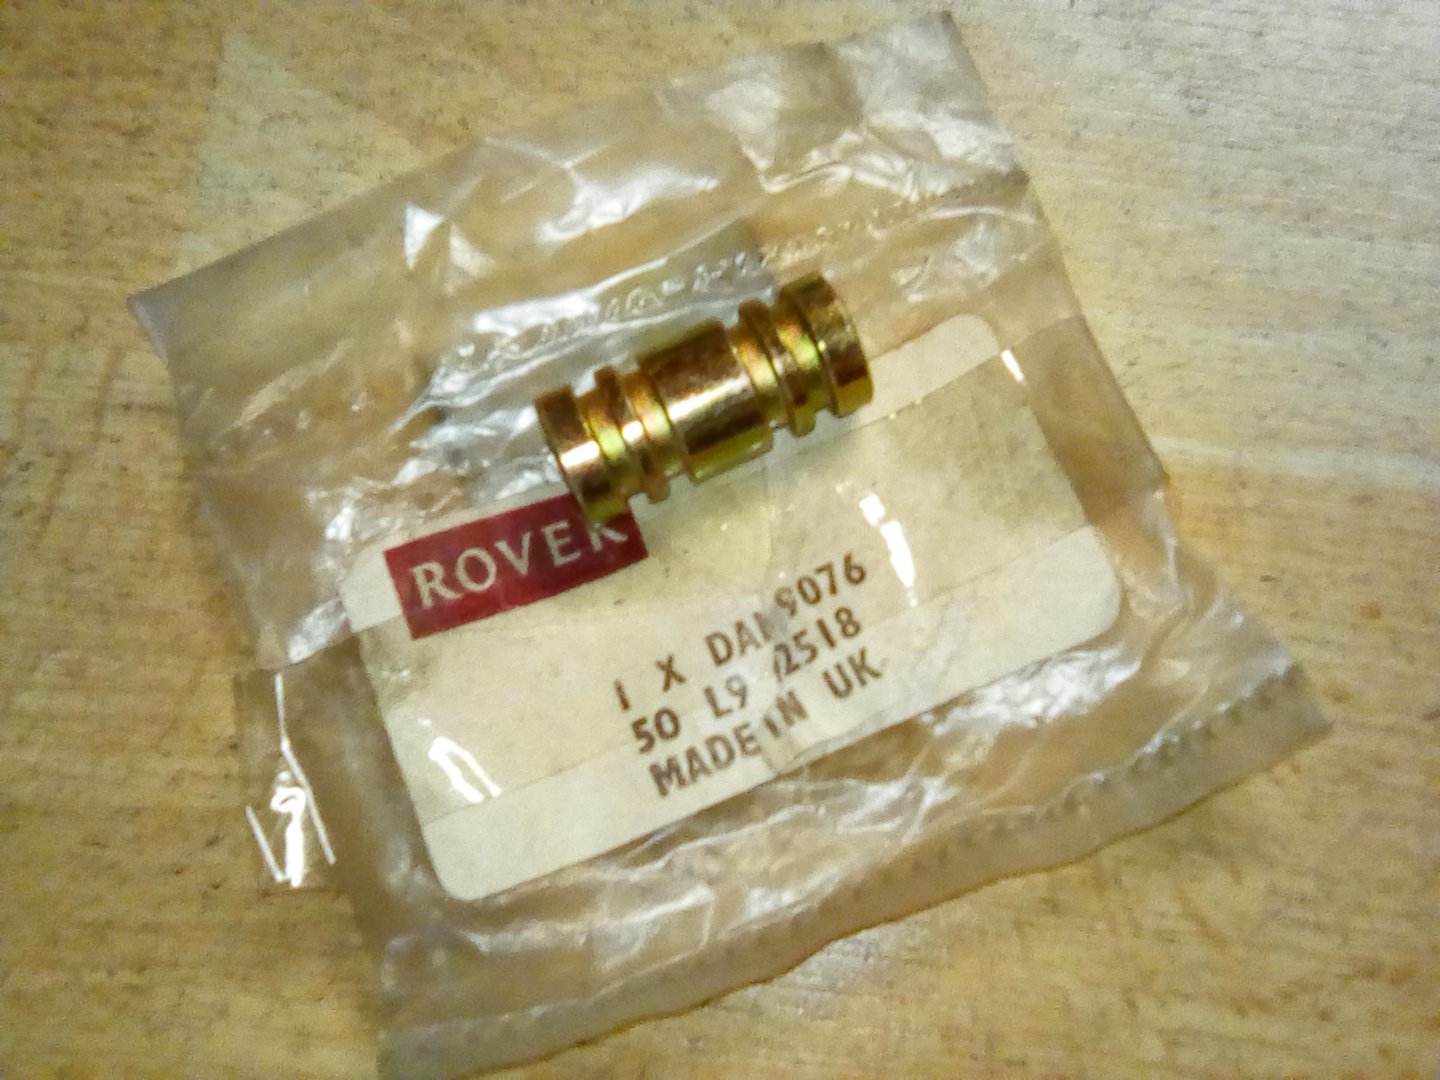 ROVER
1 X DAM9076
50 L9 2518
MADE IN UK